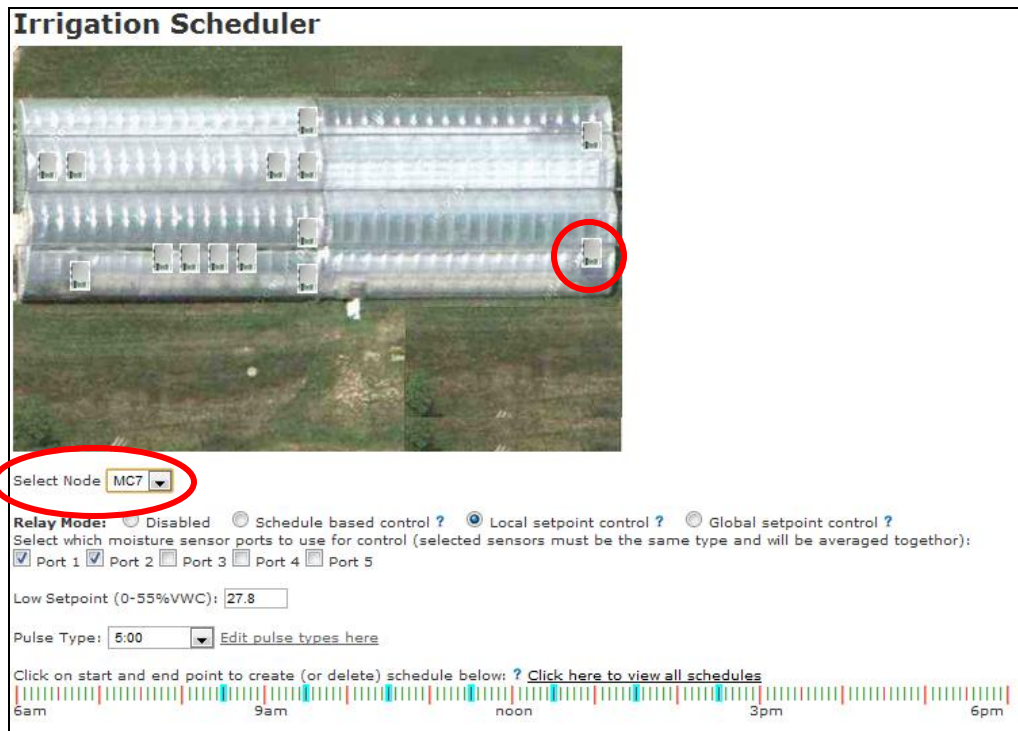 Irrigation Scheduler
Select Node MC7
Relay Mode: Disabled Schedule based control ? Local setpoint control ? Global setpoint control ?
Select which moisture sensor ports to use for control (selected sensors must be the same type and will be averaged togethor):
Port 1 Port 2 Port 3 Port 4 Port 5
Low Setpoint (0-55%VWC): 27.8
Pulse Type: 5:00 Edit pulse types here
Click on start and end point to create (or delete) schedule below: ? Click here to view all schedules
6am 9am noon 3pm 6pm